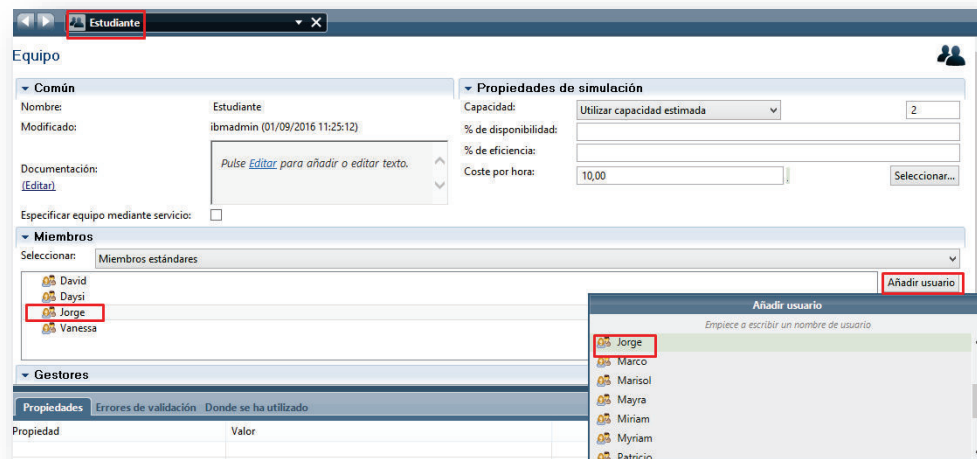 Estudiante
Equipo
Común
Nombre: Estudiante
Modificado: ibmadmin (01/09/2016 11:25:12)
Documentación: Pulse Editar para añadir o editar texto.
(Editar)
Especificar equipo mediante servicio:
Propiedades de simulación
Capacidad: Utilizar capacidad estimada 2
% de disponibilidad:
% de eficiencia:
Coste por hora: 10,00 Seleccionar...
Miembros
Seleccionar: Miembros estándares
David
Daysi
Jorge
Vanessa
Añadir usuario
Añadir usuario
Empiece a escribir un nombre de usuario
Jorge
Marco
Marisol
Mayra
Miriam
Myriam
Patricio
Gestores
Propiedades Errores de validación Donde se ha utilizado
Propiedad Valor